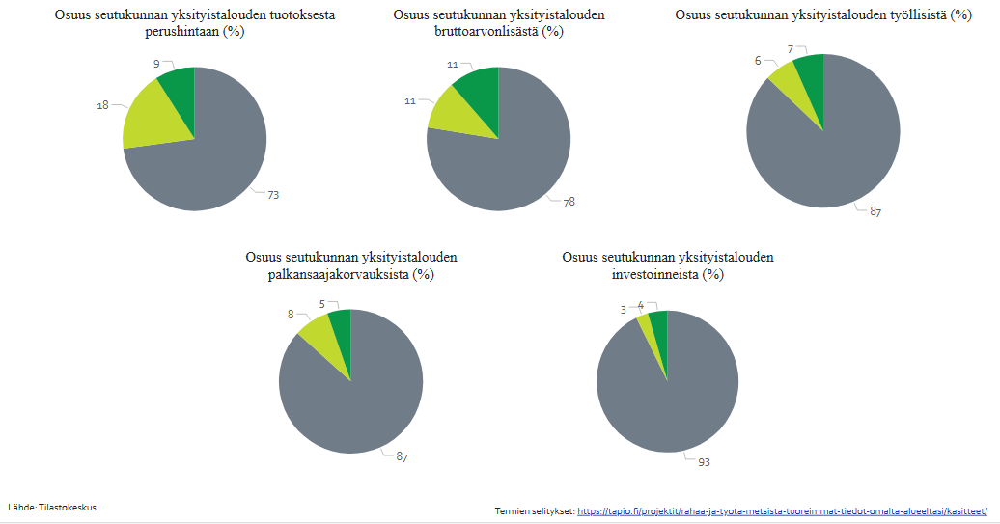 Osuus seutukunnan yksityistalouden tuotoksesta
perushintaan (%)
9
18
73
Osuus seutukunnan yksityistalouden
bruttoarvonlisästä (%)
11
11
78
Osuus seutukunnan yksityistalouden työllisistä (%)
7
6
87
Osuus seutukunnan yksityistalouden
palkansaajakorvauksista (%)
5
8
87
Osuus seutukunnan yksityistalouden
investoinneista (%)
3
4
93
Lähde: Tilastokeskus
Termien selitykset: https://tapio.fi/projektit/rahaa-ja-tyota-metsista-tuoreimmat-tiedot-omalta-alueeltasi/kasitteet/